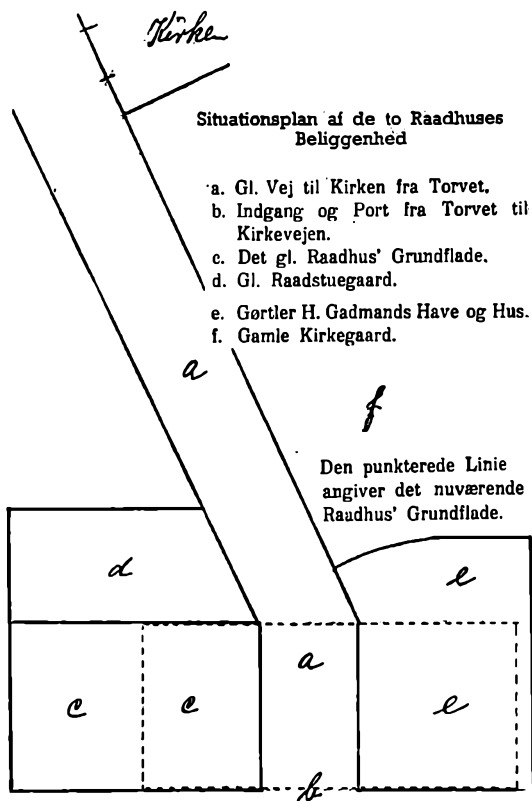 Kirken
Situationsplan af de to Raadhuses
Beliggenhed
a. Gl. Vej til Kirken fra Torvet.
b. Indgang og Port fra Torvet til
Kirkevejen.
c. Det gl. Raadhus' Grundflade.
d. Gl. Raadstuegaard.
e. Gørtler H. Gadmands Have og Hus.
f. Gamle Kirkegaard.
a
f
Den punkterede Linie
angiver det nuværende
Raadhus' Grundflade.
d
e
a
c
c
e
b